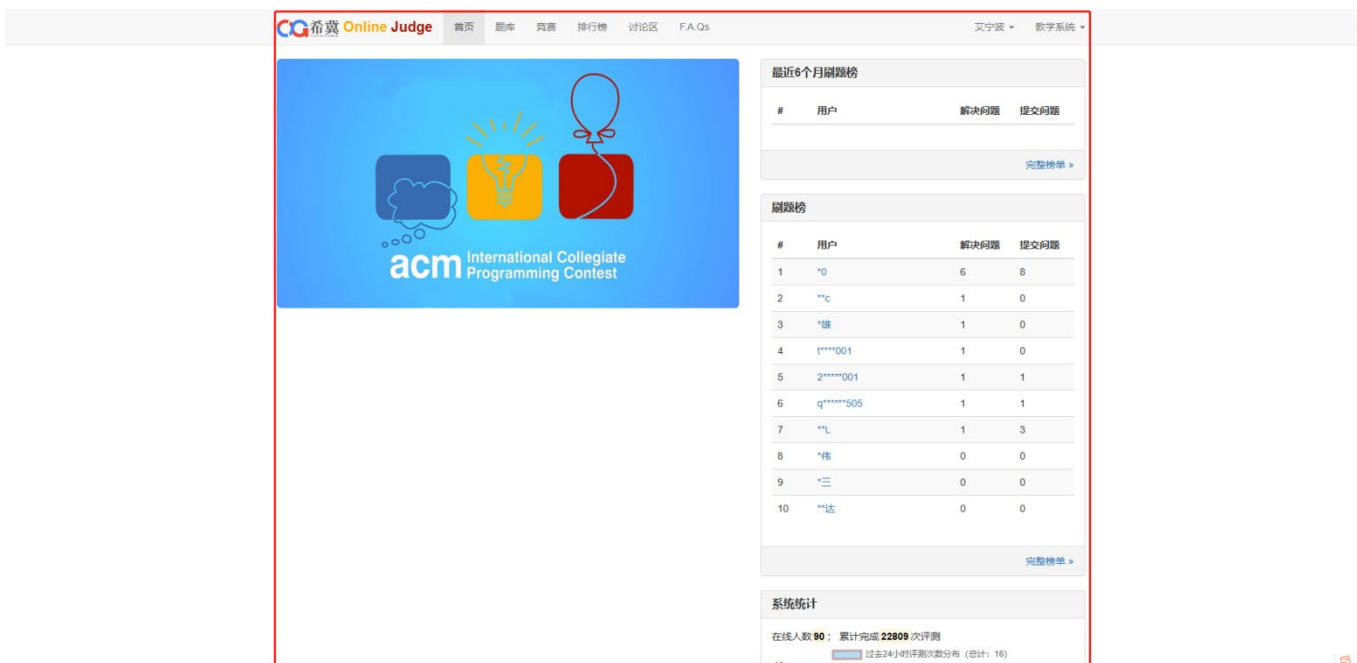 CG希冀 Online Judge 首页 题库 竞赛 排行榜 讨论区 F.A.Qs 艾宁波 教学系统
acm International Collegiate
Programming Contest
最近6个月刷题榜
# 用户 解决问题 提交问题
完整榜单 »
刷题榜
# 用户 解决问题 提交问题
1 *0 6 8
2 **c 1 0
3 *雄 1 0
4 t****001 1 0
5 2*****001 1 1
6 q******505 1 1
7 **L 1 3
8 *伟 0 0
9 *三 0 0
10 **达 0 0
完整榜单 »
系统统计
在线人数 90 ; 累计完成 22809 次评测
过去24小时评测次数分布 (总计: 16)